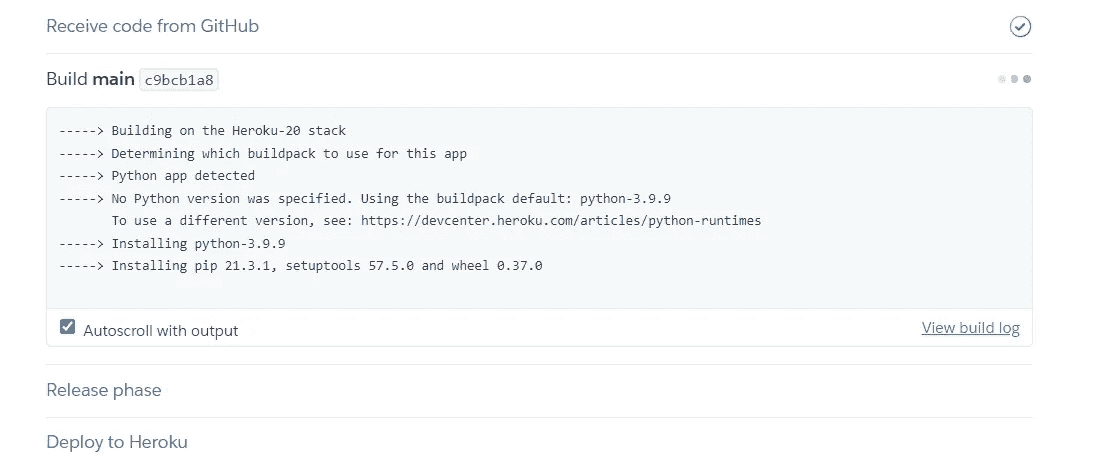 Receive code from GitHub
Build main c9bcb1a8
-----> Building on the Heroku-20 stack
-----> Determining which buildpack to use for this app
-----> Python app detected
-----> No Python version was specified. Using the buildpack default: python-3.9.9
To use a different version, see: https://devcenter.heroku.com/articles/python-runtimes
-----> Installing python-3.9.9
-----> Installing pip 21.3.1, setuptools 57.5.0 and wheel 0.37.0
Autoscroll with output View build log
Release phase
Deploy to Heroku